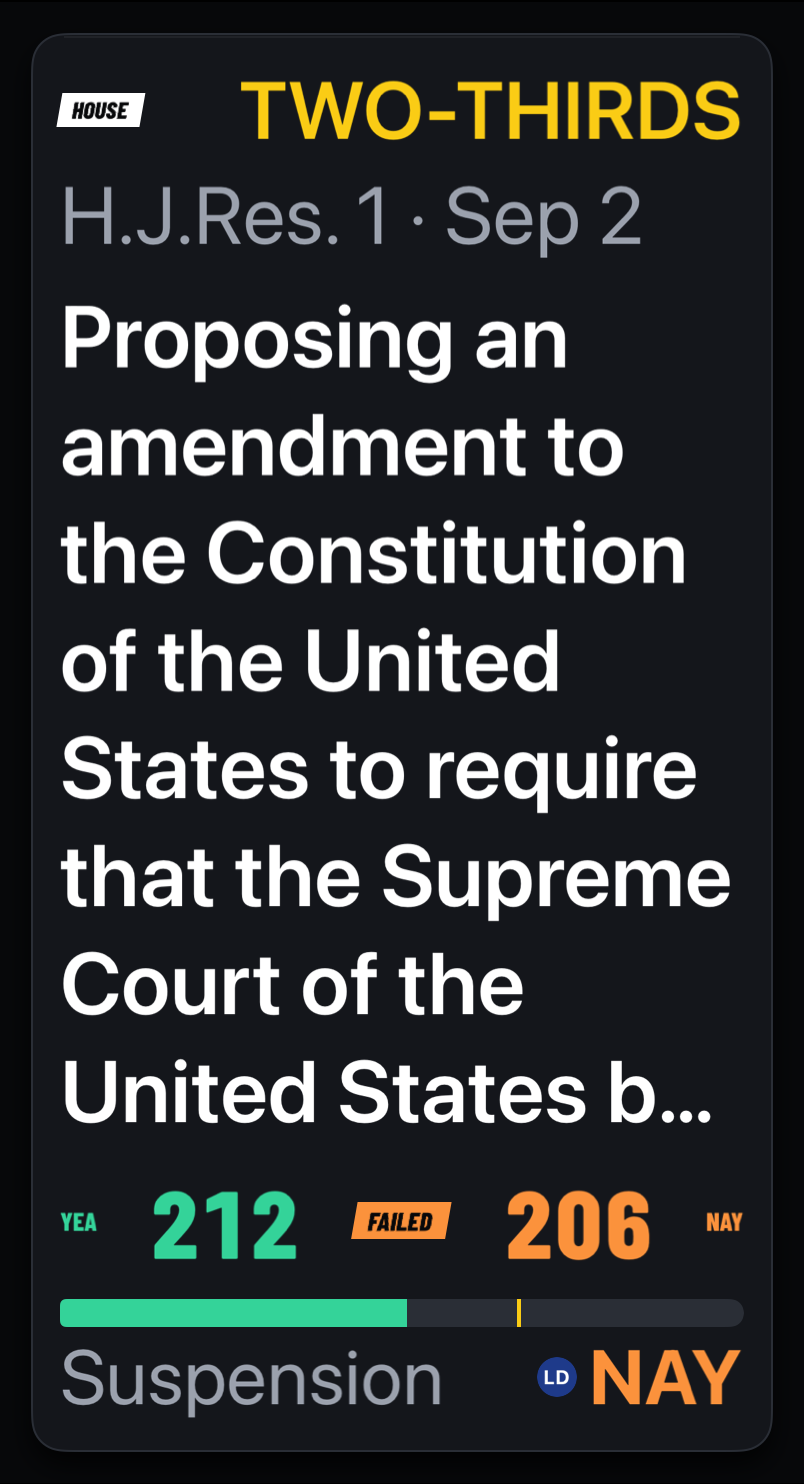 HOUSE TWO-THIRDS
H.J.Res. 1 · Sep 2
Proposing an
amendment to
the Constitution
of the United
States to require
that the Supreme
Court of the
United States b...
YEA 212 FAILED 206 NAY
Suspension LD NAY